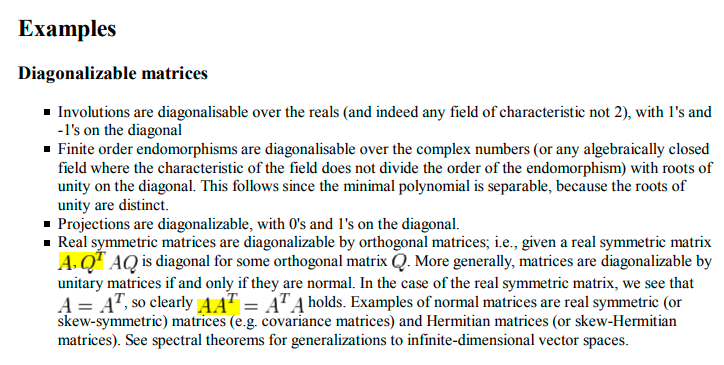 Examples
Diagonalizable matrices
▪ Involutions are diagonalisable over the reals (and indeed any field of characteristic not 2), with 1's and
-1's on the diagonal
▪ Finite order endomorphisms are diagonalisable over the complex numbers (or any algebraically closed
field where the characteristic of the field does not divide the order of the endomorphism) with roots of
unity on the diagonal. This follows since the minimal polynomial is separable, because the roots of
unity are distinct.
▪ Projections are diagonalizable, with 0's and 1's on the diagonal.
▪ Real symmetric matrices are diagonalizable by orthogonal matrices; i.e., given a real symmetric matrix
A, Qᵀ AQ is diagonal for some orthogonal matrix Q. More generally, matrices are diagonalizable by
unitary matrices if and only if they are normal. In the case of the real symmetric matrix, we see that
A = Aᵀ, so clearly AAᵀ = AᵀA holds. Examples of normal matrices are real symmetric (or
skew-symmetric) matrices (e.g. covariance matrices) and Hermitian matrices (or skew-Hermitian
matrices). See spectral theorems for generalizations to infinite-dimensional vector spaces.